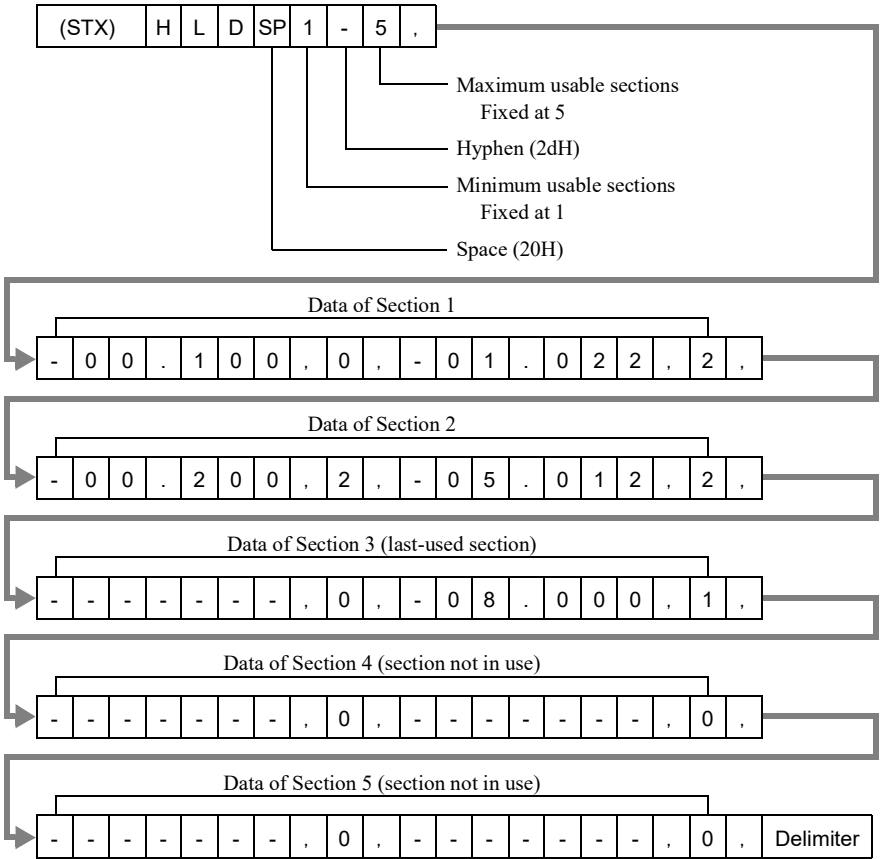 (STX) H L D SP 1 - 5 ,
Maximum usable sections
Fixed at 5
Hyphen (2dH)
Minimum usable sections
Fixed at 1
Space (20H)
Data of Section 1
- 0 0 . 1 0 0 , 0 , - 0 1 . 0 2 2 , 2 ,
Data of Section 2
- 0 0 . 2 0 0 , 2 , - 0 5 . 0 1 2 , 2 ,
Data of Section 3 (last-used section)
- - - - - - - , 0 , - 0 8 . 0 0 0 , 1 ,
Data of Section 4 (section not in use)
- - - - - - - , 0 , - - - - - - - , 0 ,
Data of Section 5 (section not in use)
- - - - - - - , 0 , - - - - - - - , 0 , Delimiter